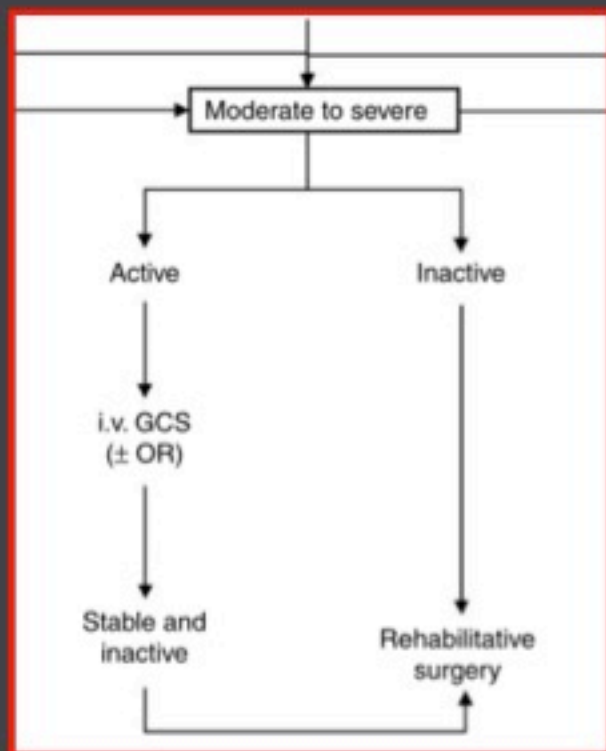 Moderate to severe
Active
Inactive
i.v. GCS
(± OR)
Stable and
inactive
Rehabilitative
surgery